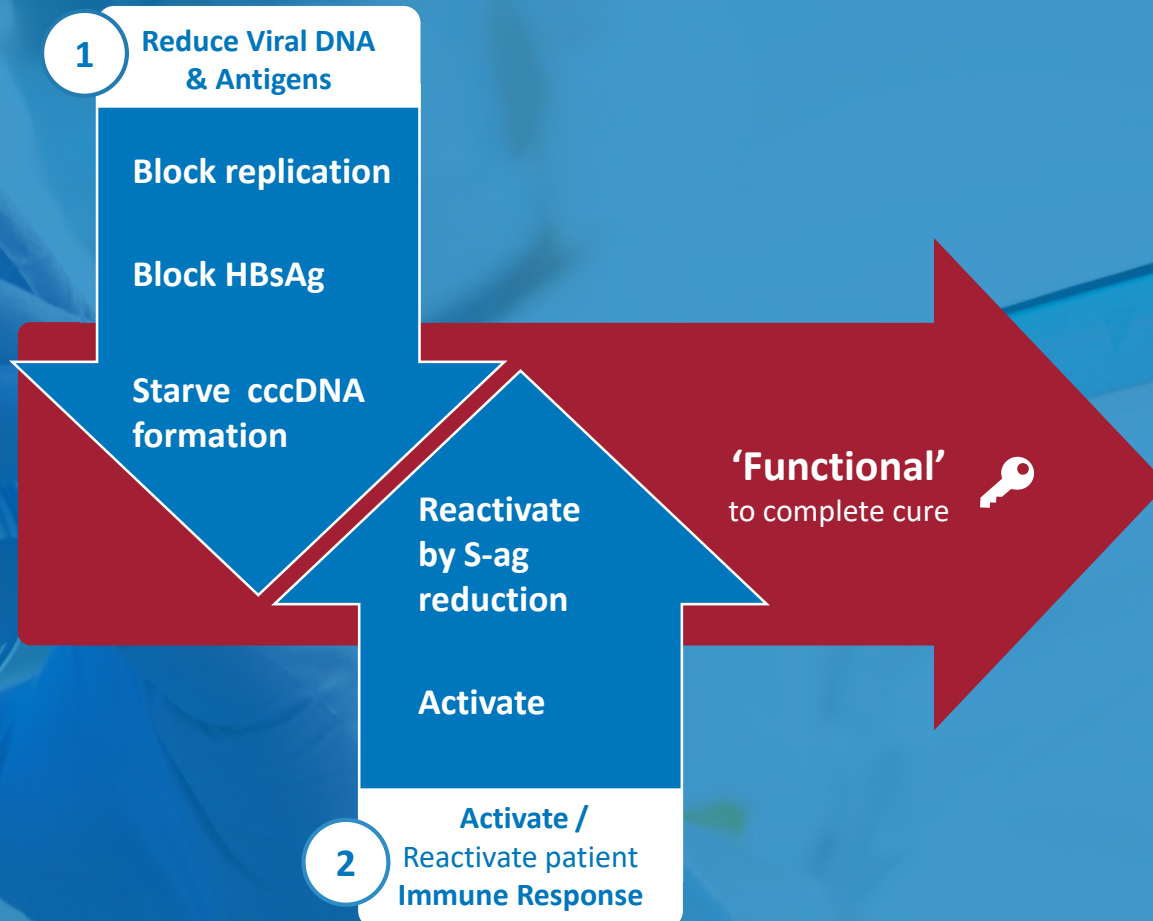 1
Reduce Viral DNA
& Antigens
Block replication
Block HBsAg
Starve cccDNA
formation
Reactivate
by S-ag
reduction
Activate
‘Functional’
to complete cure
2
Activate /
Reactivate patient
Immune Response